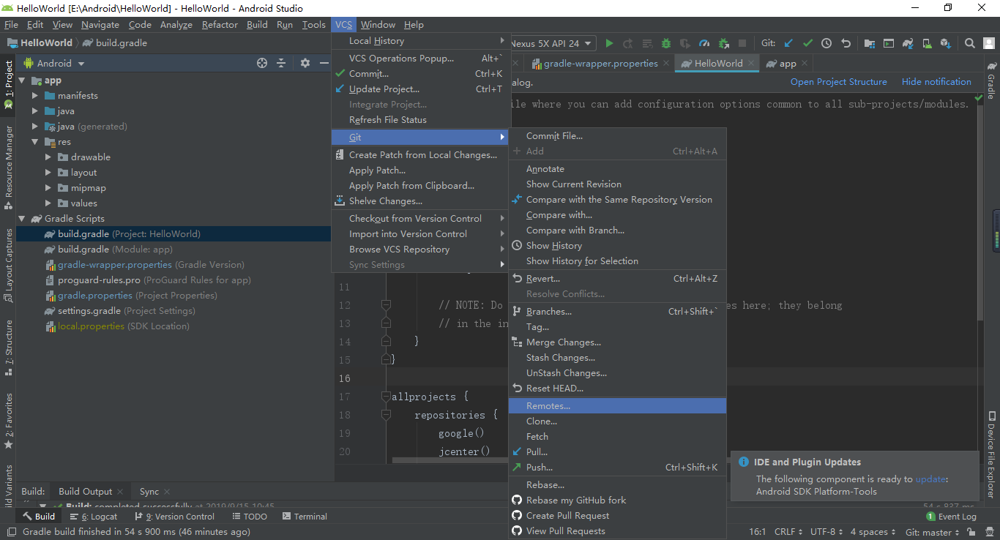 HelloWorld [E:\Android\HelloWorld] - HelloWorld - Android Studio
File Edit View Navigate Code Analyze Refactor Build Run Tools VCS Window Help
HelloWorld build.gradle
Nexus 5X API 24
Git:
Android
gradle-wrapper.properties
HelloWorld
app
alog.
Open Project Structure
Hide notification
1: Project
Resource Manager
Layout Captures
7: Structure
2: Favorites
ld Variants
app
manifests
java
java (generated)
res
drawable
layout
mipmap
values
Gradle Scripts
build.gradle (Project: HelloWorld)
build.gradle (Module: app)
gradle-wrapper.properties (Gradle Version)
proguard-rules.pro (ProGuard Rules for app)
gradle.properties (Project Properties)
settings.gradle (Project Settings)
local.properties (SDK Location)
Local History
VCS Operations Popup... Alt+`
Commit... Ctrl+K
Update Project... Ctrl+T
Integrate Project...
Refresh File Status
Git
Create Patch from Local Changes...
Apply Patch...
Apply Patch from Clipboard...
Shelve Changes...
Checkout from Version Control
Import into Version Control
Browse VCS Repository
Sync Settings
Commit File...
Add Ctrl+Alt+A
Annotate
Show Current Revision
Compare with the Same Repository Version
Compare with...
Compare with Branch...
Show History
Show History for Selection
Revert... Ctrl+Alt+Z
Resolve Conflicts...
Branches... Ctrl+Shift+`
Tag...
Merge Changes...
Stash Changes...
UnStash Changes...
Reset HEAD...
Remotes...
Clone...
Fetch
Pull...
Push... Ctrl+Shift+K
Rebase...
Rebase my GitHub fork
Create Pull Request
View Pull Requests
ile where you can add configuration options common to all sub-projects/modules.
11
12 // NOTE: Do es here; they belong
13 // in the in
14 }
15 }
16
17 allprojects {
18 repositories {
19 google()
20 jcenter()
Gradle
Device File Explorer
IDE and Plugin Updates
The following component is ready to update:
Android SDK Platform-Tools
Build: Build Output Sync
Build: completed successfully at 2019/9/15 10:45
54 s 837 ms
Build 6: Logcat 9: Version Control TODO Terminal
1 Event Log
Gradle build finished in 54 s 900 ms (46 minutes ago)
16:1 CRLF UTF-8 4 spaces Git: master